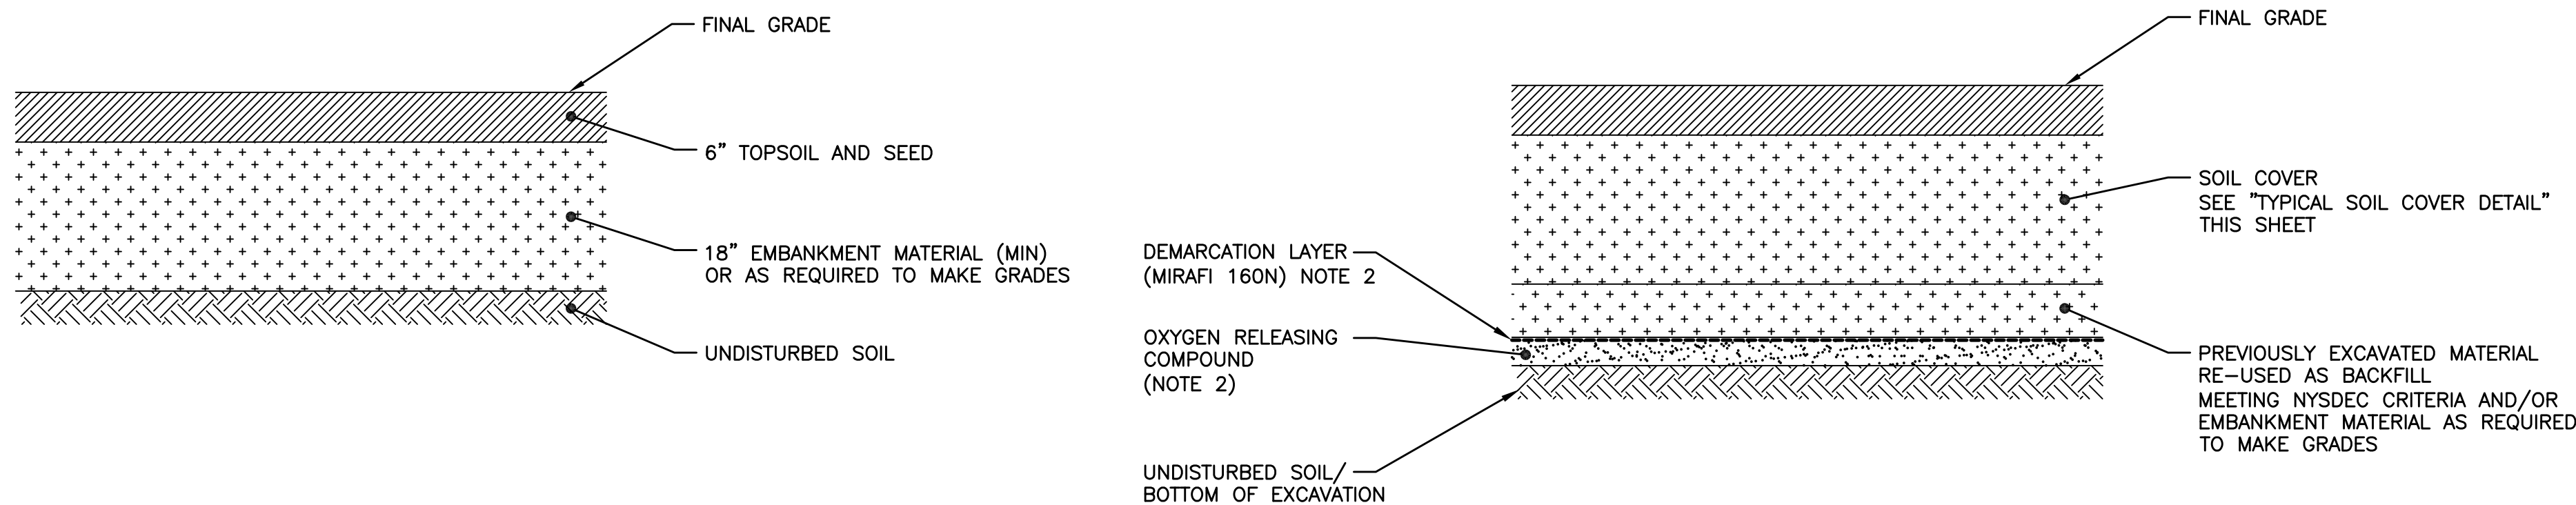 FINAL GRADE
6” TOPSOIL AND SEED
18” EMBANKMENT MATERIAL (MIN)
OR AS REQUIRED TO MAKE GRADES
UNDISTURBED SOIL
FINAL GRADE
SOIL COVER
SEE ”TYPICAL SOIL COVER DETAIL”
THIS SHEET
DEMARCATION LAYER
(MIRAFI 160N) NOTE 2
OXYGEN RELEASING
COMPOUND
(NOTE 2)
UNDISTURBED SOIL/
BOTTOM OF EXCAVATION
PREVIOUSLY EXCAVATED MATERIAL
RE-USED AS BACKFILL
MEETING NYSDEC CRITERIA AND/OR
EMBANKMENT MATERIAL AS REQUIRED
TO MAKE GRADES